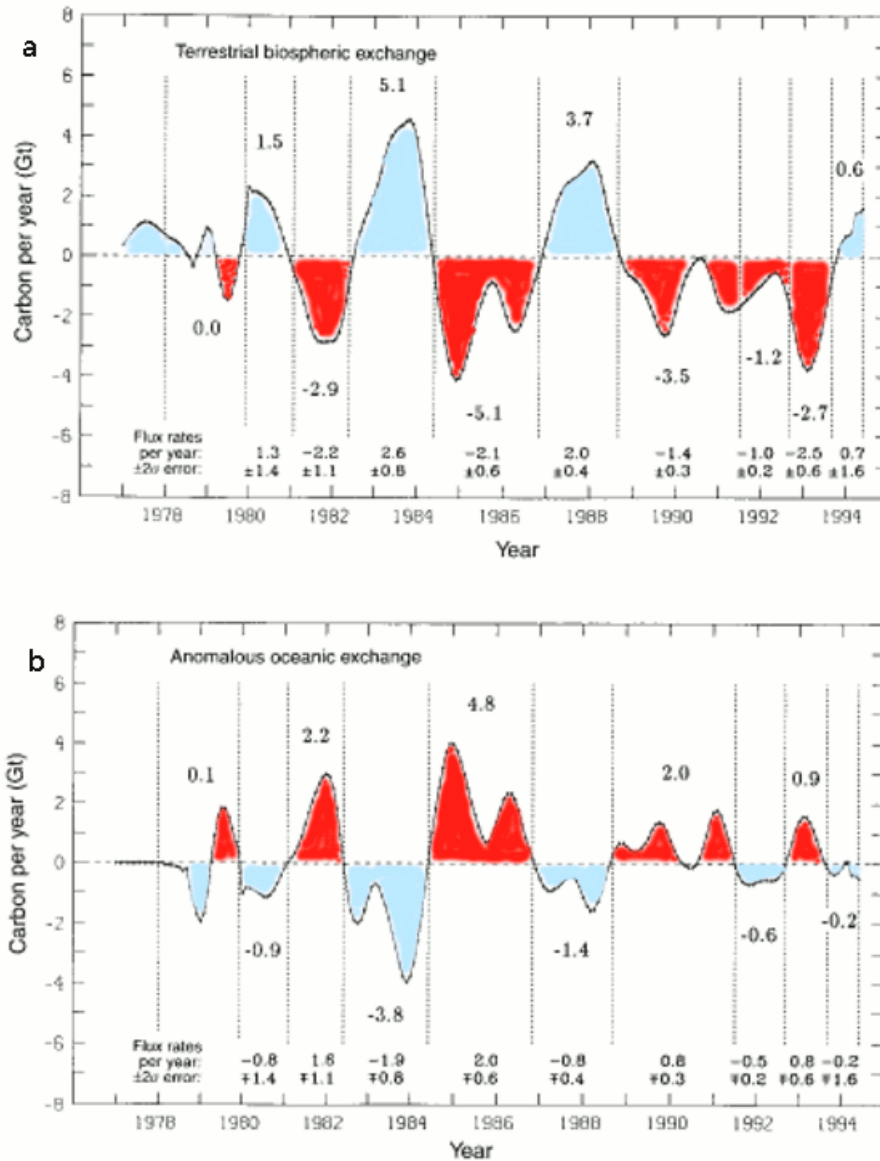 a
Terrestrial biospheric exchange
Carbon per year (Gt)
8
6
4
2
0
-2
-4
-6
-8
1.5
5.1
3.7
0.6
0.0
-2.9
-5.1
-3.5
-1.2
-2.7
Flux rates
per year: 1.3 -2.2 2.6 -2.1 2.0 -1.4 -1.0 -2.5 0.7
±2σ error: ±1.4 ±1.1 ±0.8 ±0.6 ±0.4 ±0.3 ±0.2 ±0.6 ±1.6
1978 1980 1982 1984 1986 1988 1990 1992 1994
Year
b
Anomalous oceanic exchange
Carbon per year (Gt)
8
6
4
2
0
-2
-4
-6
-8
0.1
2.2
4.8
2.0
0.9
-0.9
-3.8
-1.4
-0.6
-0.2
Flux rates
per year: -0.8 1.6 -1.9 2.0 -0.8 0.8 -0.5 0.8 -0.2
±2σ error: ∓1.4 ∓1.1 ∓0.8 ∓0.6 ∓0.4 ∓0.3 ∓0.2 ∓0.6 ∓1.6
1978 1980 1982 1984 1986 1988 1990 1992 1994
Year